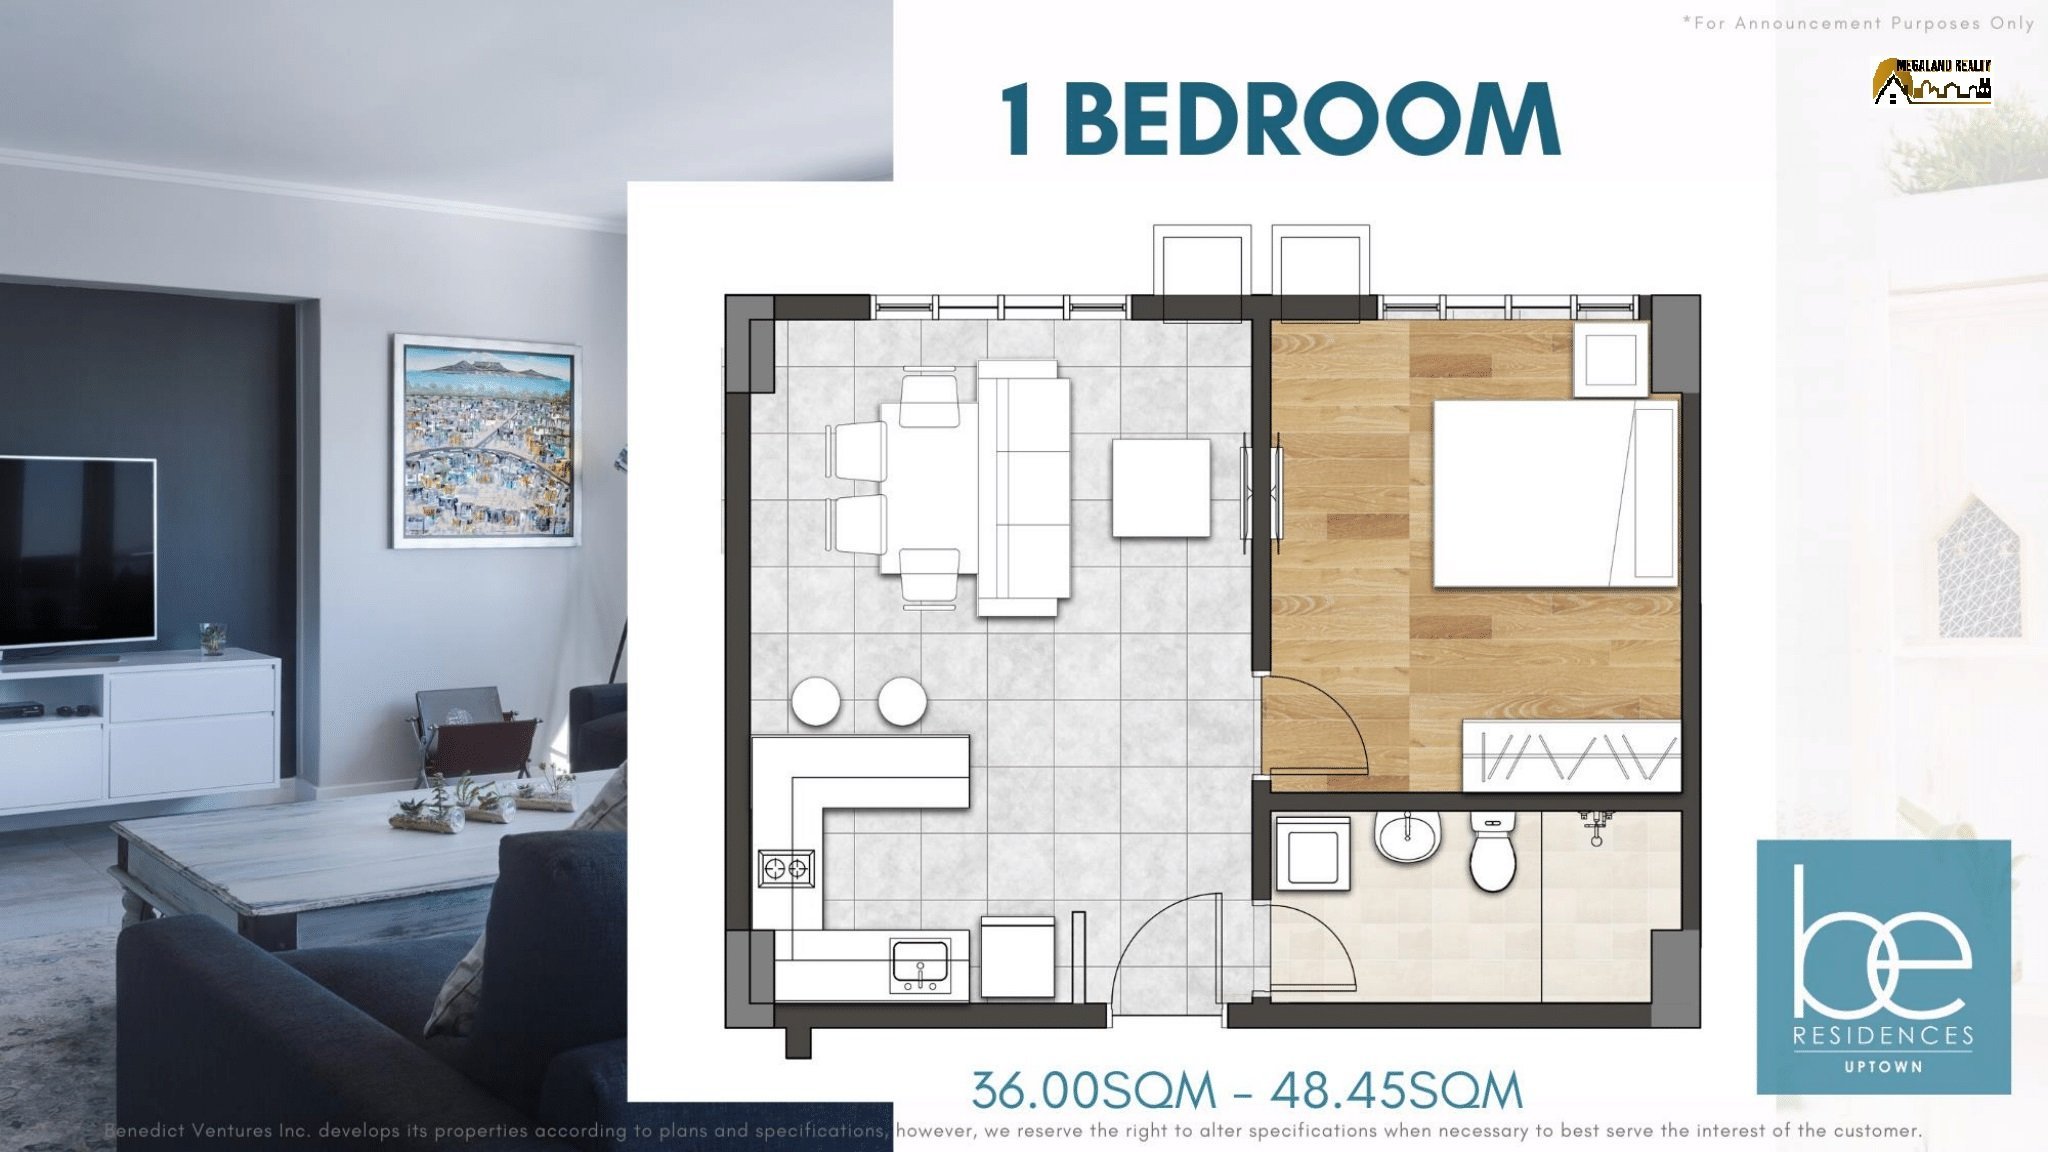 *For Announcement Purposes Only
MEGALAND REALTY
1 BEDROOM
be
RESIDENCES
UPTOWN
36.00SQM - 48.45SQM
Benedict Ventures Inc. develops its properties according to plans and specifications, however, we reserve the right to alter specifications when necessary to best serve the interest of the customer.